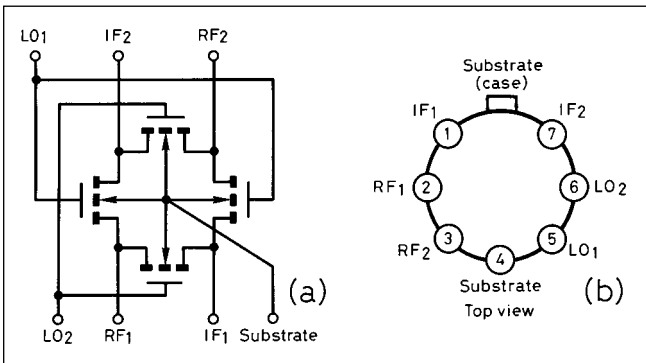 LO1 IF2 RF2
LO2 RF1 IF1 Substrate
(a)
Substrate
(case)
IF1 IF2
1 7
RF1 2 6 LO2
3 5
RF2 LO1
4
Substrate
Top view
(b)